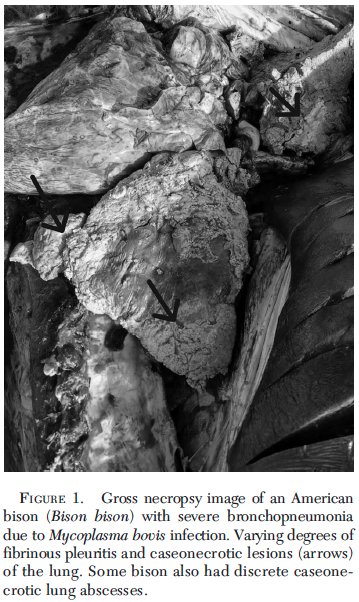 FIGURE 1. Gross necropsy image of an American
bison (Bison bison) with severe bronchopneumonia
due to Mycoplasma bovis infection. Varying degrees of
fibrinous pleuritis and caseonecrotic lesions (arrows)
of the lung. Some bison also had discrete caseone-
crotic lung abscesses.